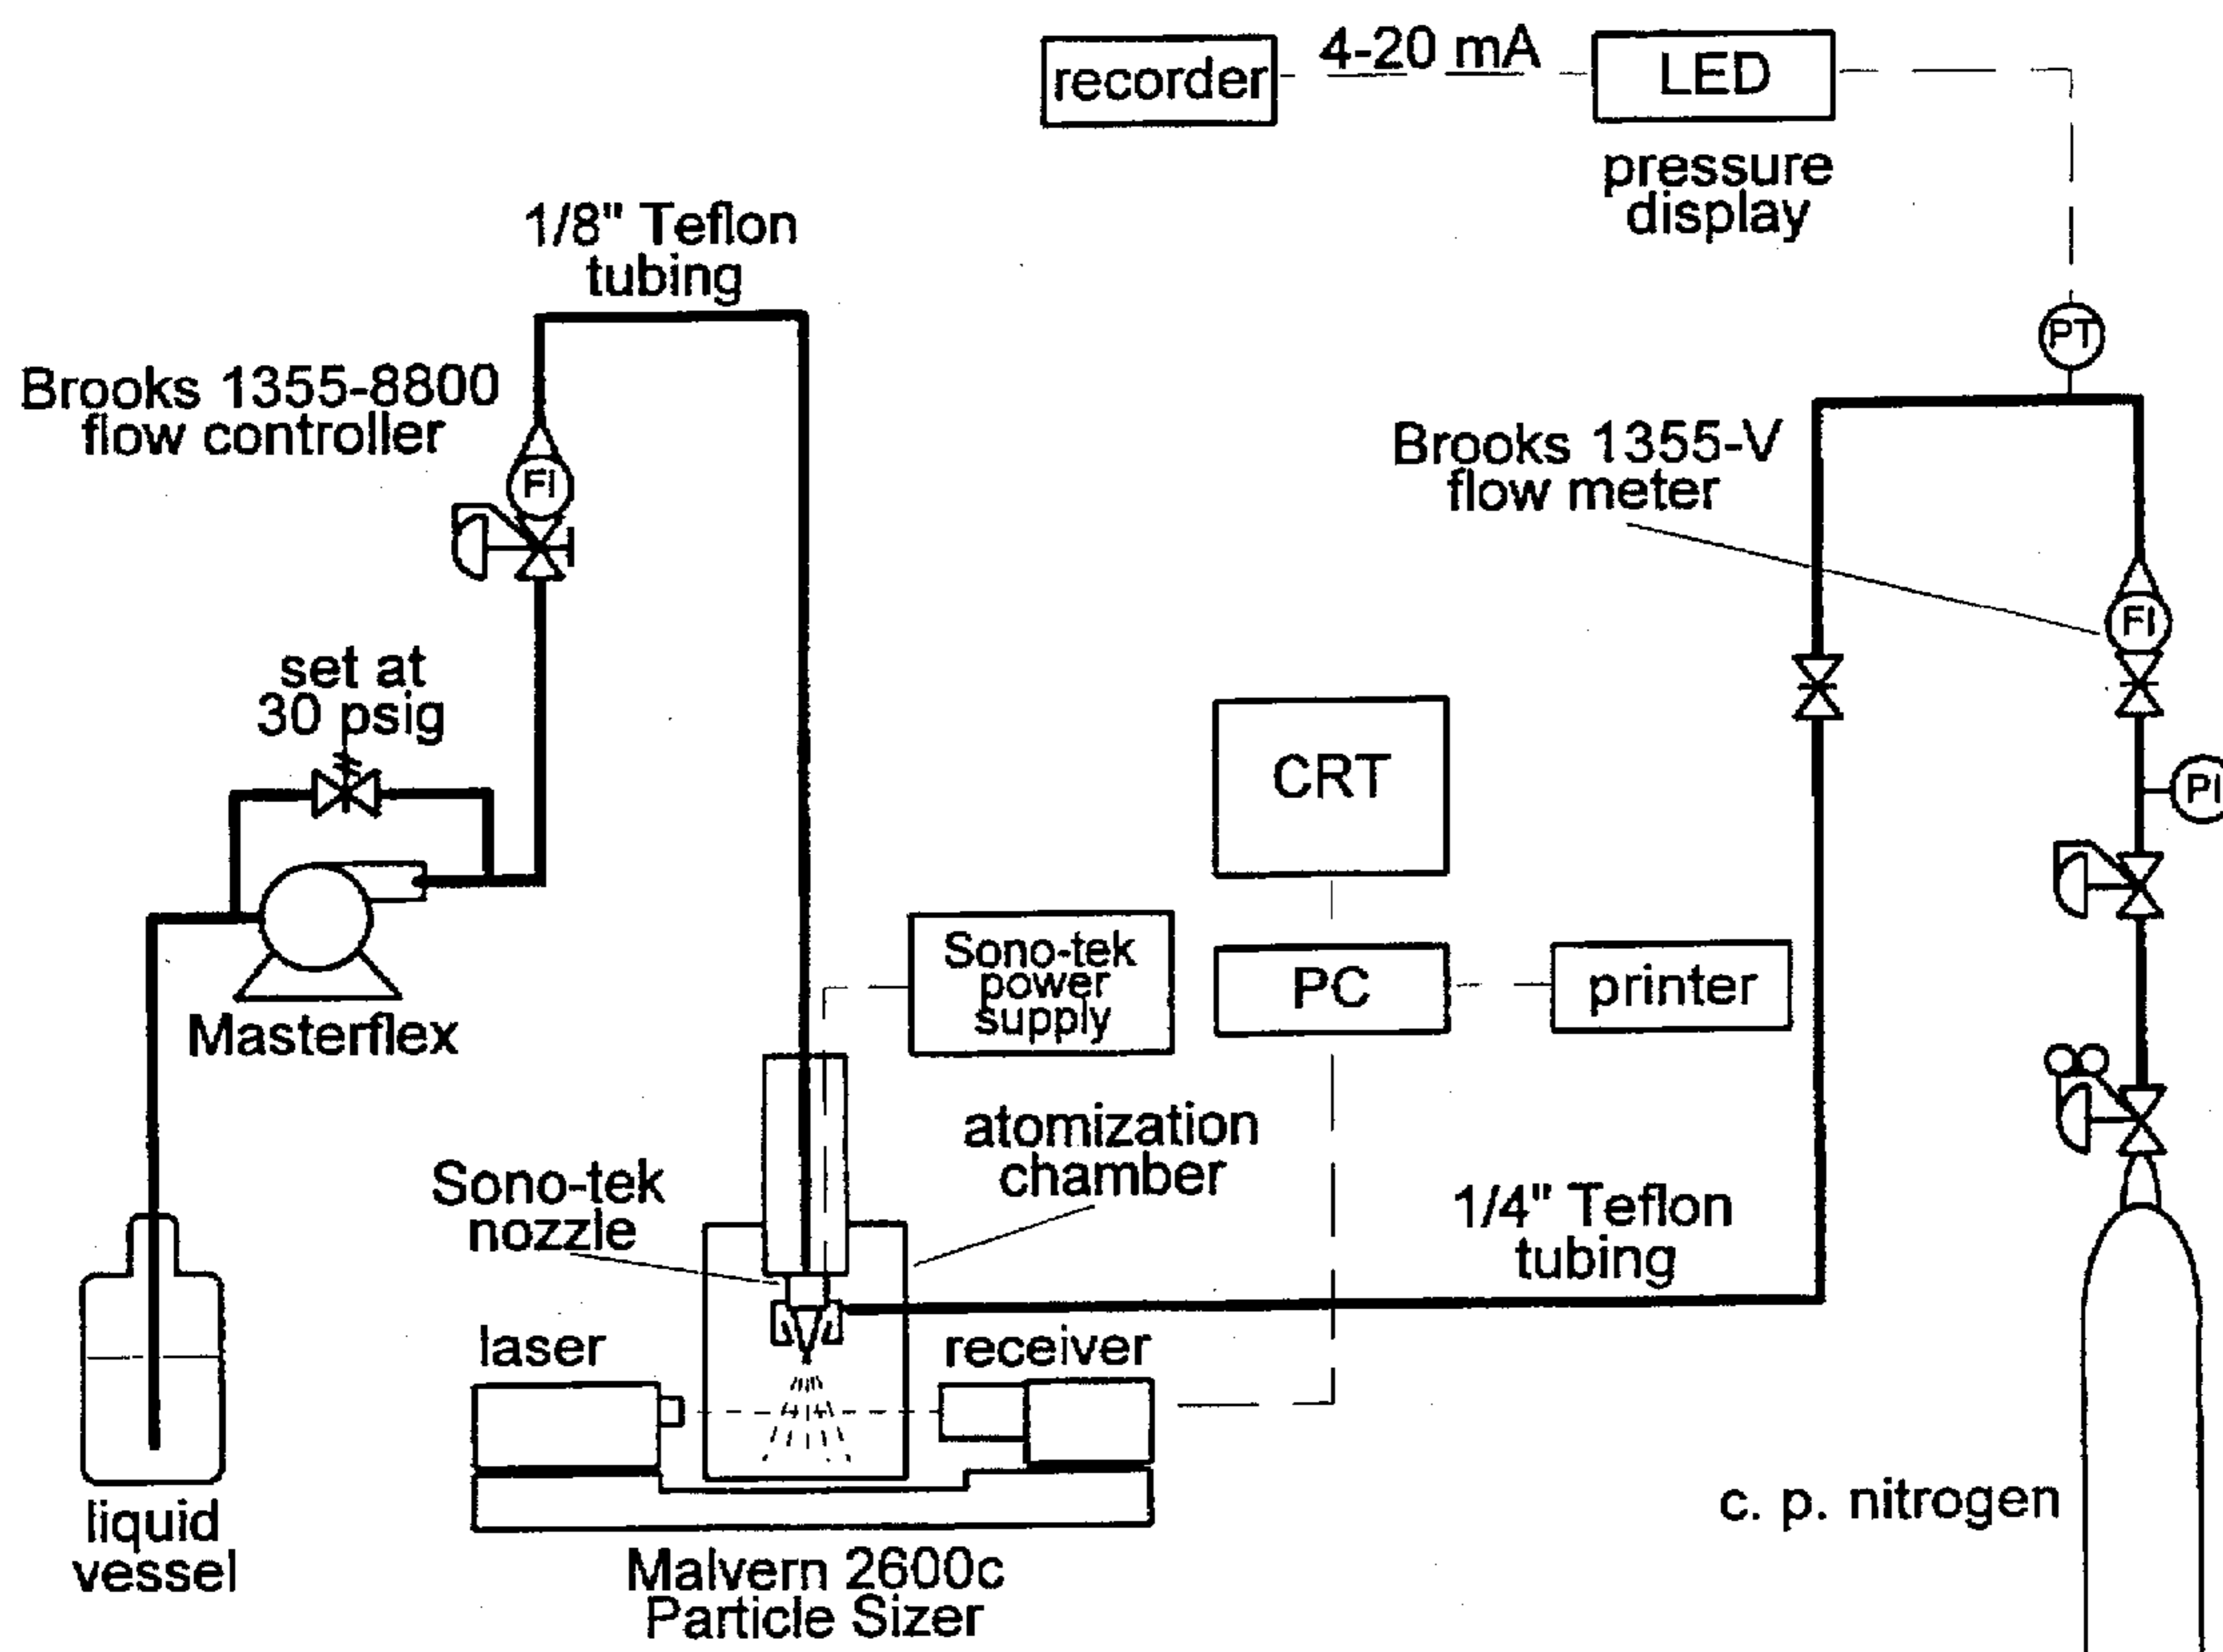 recorder
4-20 mA
LED
pressure
display
1/8" Teflon
tubing
PT
Brooks 1355-8800
flow controller
FI
Brooks 1355-V
flow meter
FI
set at
30 psig
CRT
PI
Sono-tek
power
supply
PC
printer
Masterflex
atomization
chamber
Sono-tek
nozzle
1/4" Teflon
tubing
laser
receiver
liquid
vessel
c. p. nitrogen
Malvern 2600c
Particle Sizer